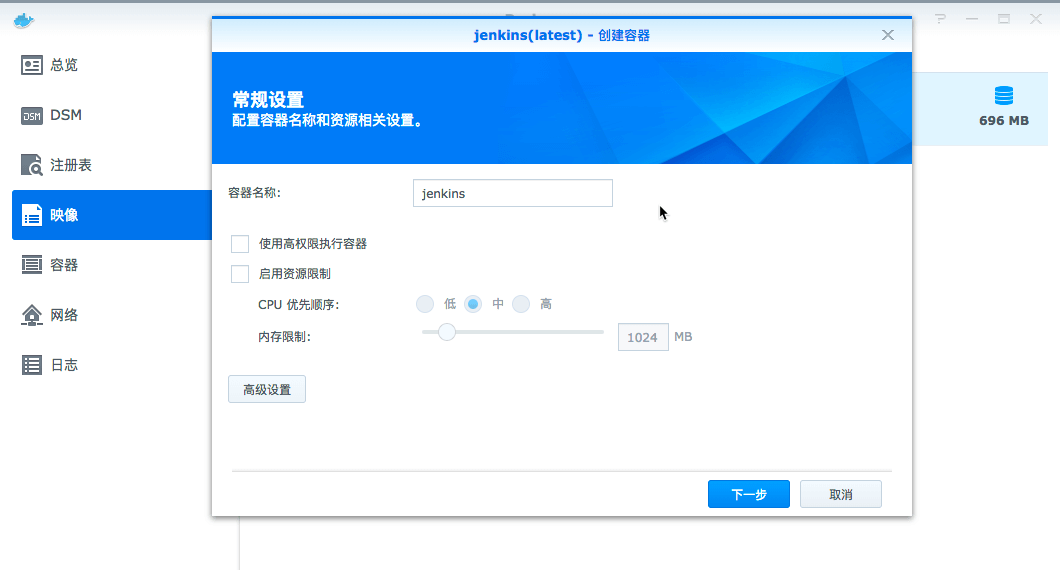 jenkins(latest) - 创建容器
总览
DSM
DSM
注册表
映像
容器
网络
日志
696 MB
常规设置
配置容器名称和资源相关设置。
容器名称:
jenkins
使用高权限执行容器
启用资源限制
CPU 优先顺序:
低 中 高
内存限制:
1024 MB
高级设置
下一步 取消